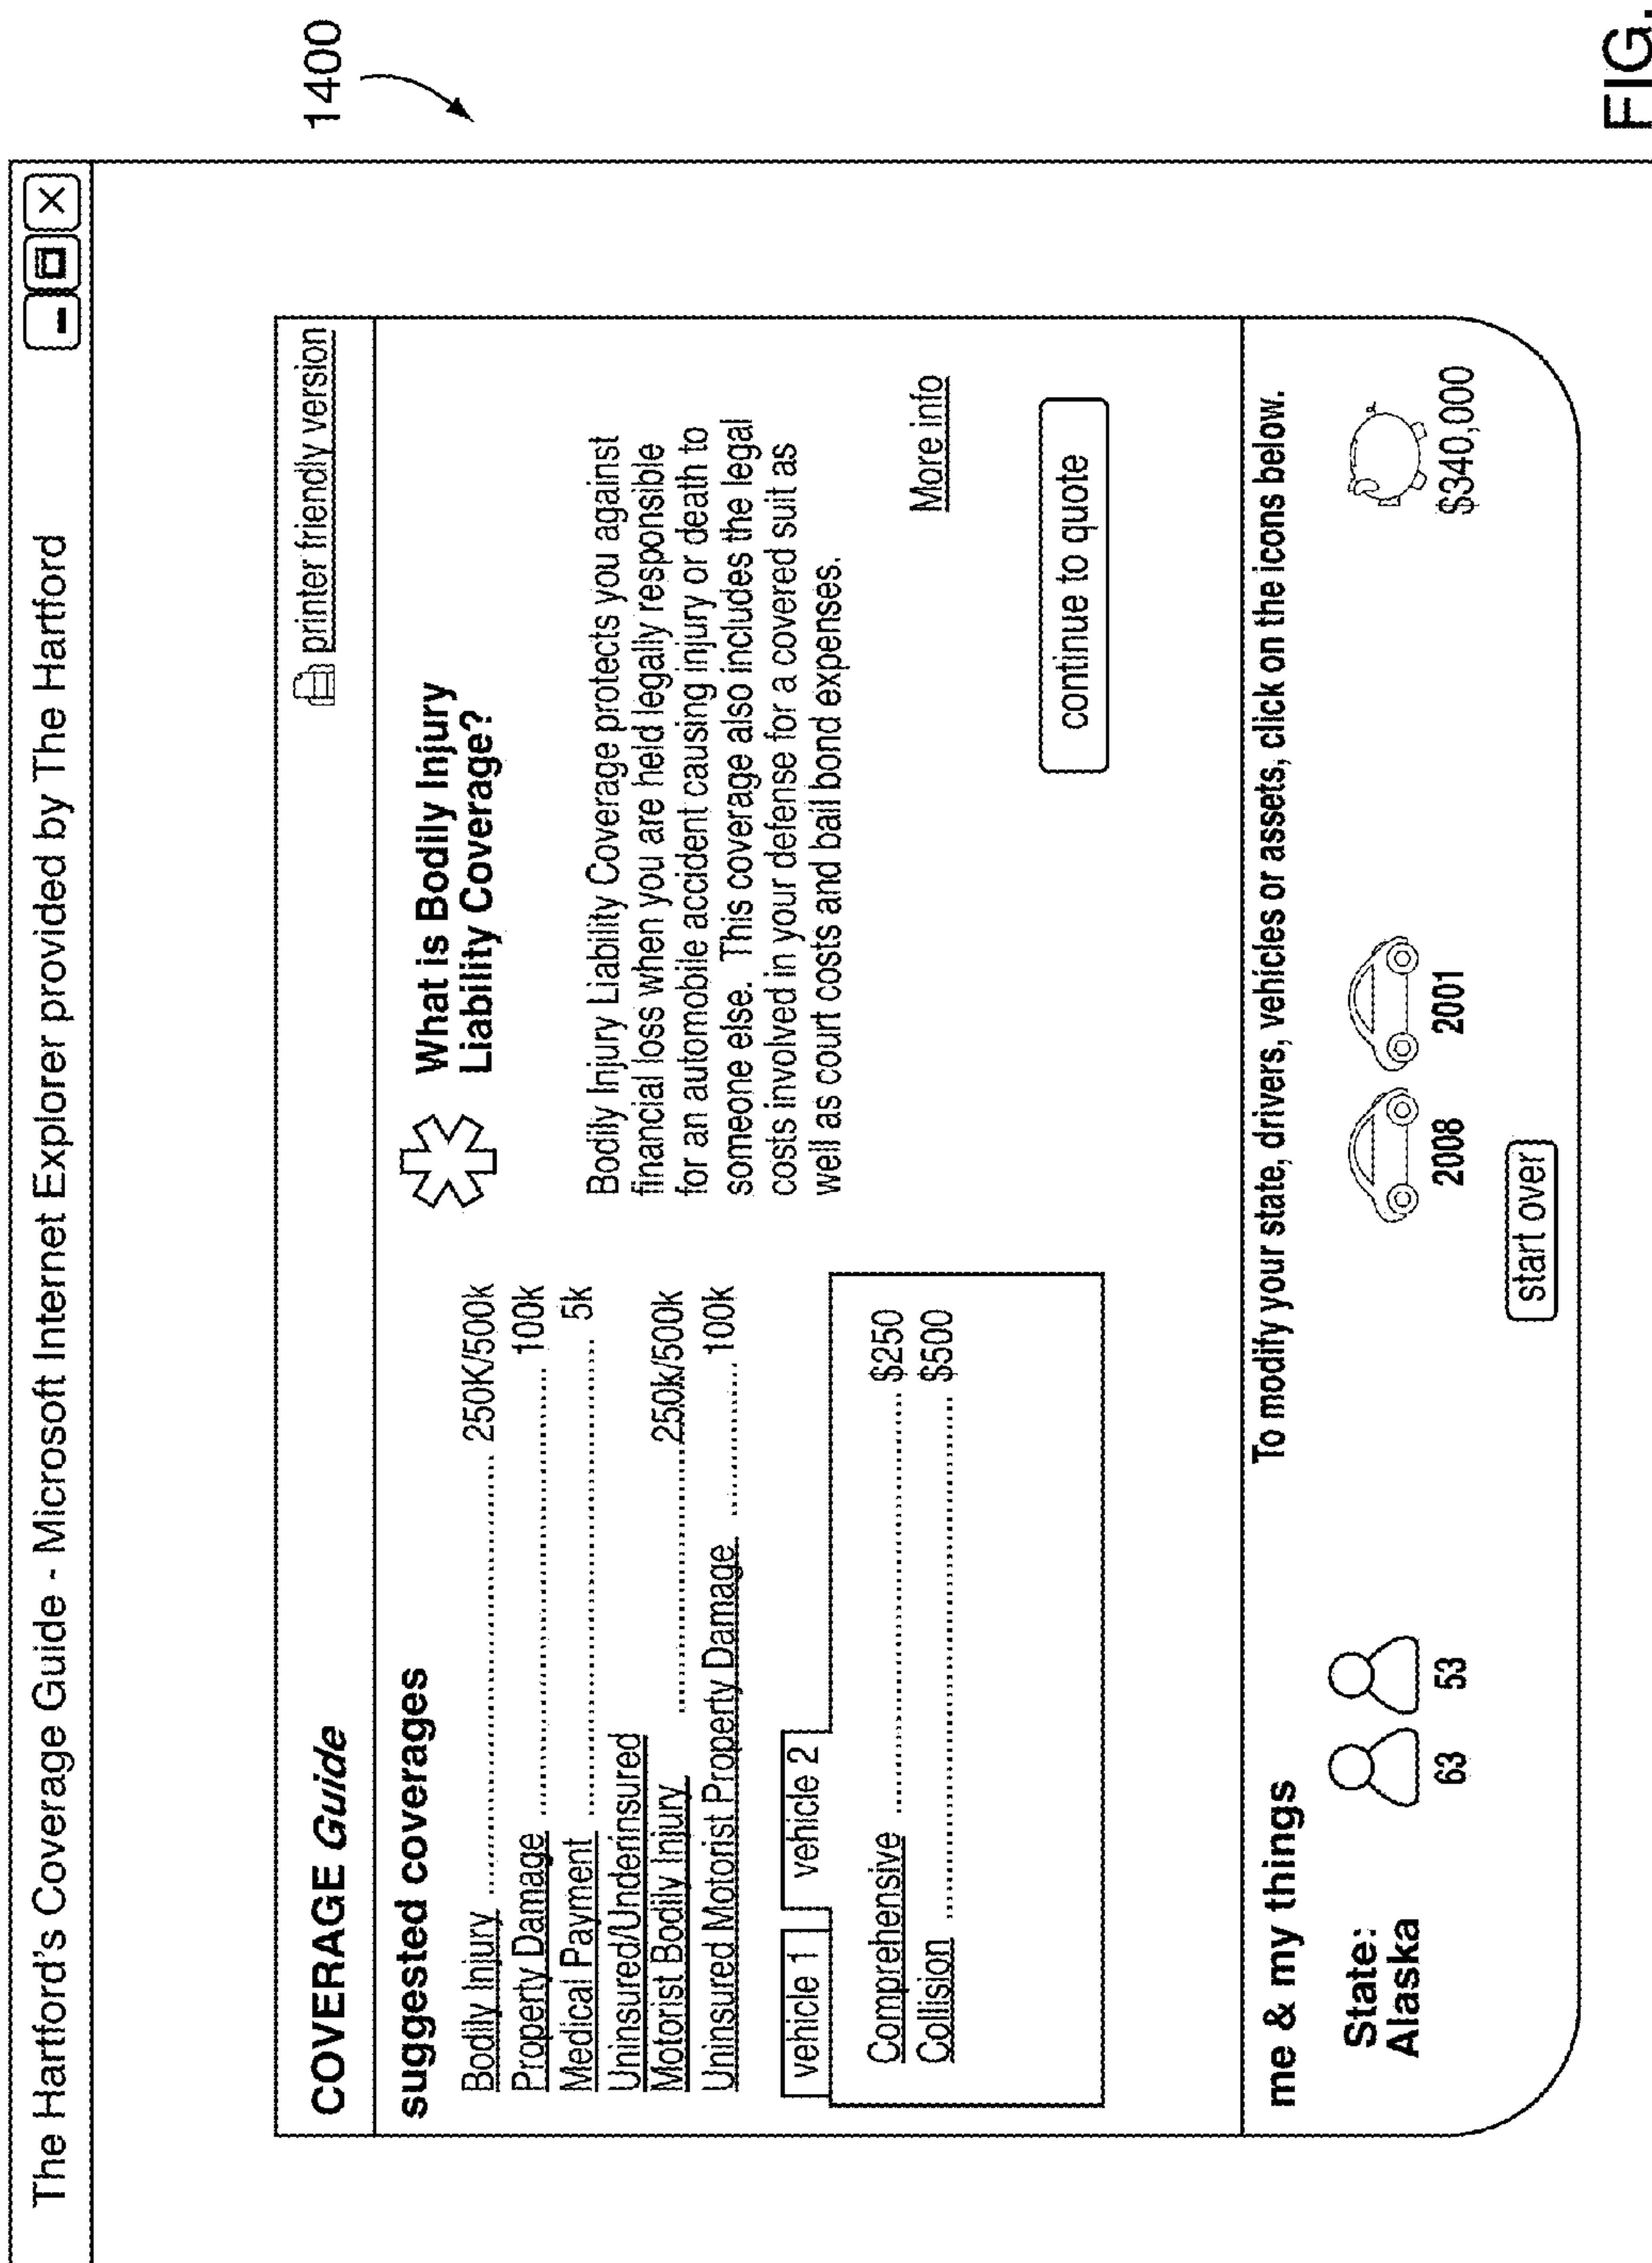 The Hartford's Coverage Guide - Microsoft Internet Explorer provided by The Hartford
1400
COVERAGE Guide
printer friendly version
suggested coverages
Bodily Injury ........ 250K/500k
Property Damage ........ 100k
Medical Payment ........ 5k
Uninsured/Underinsured
Motorist Bodily Injury ........ 250k/500k
Uninsured Motorist Property Damage ........ 100k
vehicle 1 vehicle 2
Comprehensive ........ $250
Collision ........ $500
What is Bodily Injury
Liability Coverage?
Bodily Injury Liability Coverage protects you against
financial loss when you are held legally responsible
for an automobile accident causing injury or death to
someone else. This coverage also includes the legal
costs involved in your defense for a covered suit as
well as court costs and bail bond expenses.
More info
continue to quote
me & my things
To modify your state, drivers, vehicles or assets, click on the icons below.
State:
Alaska
63 53
2008 2001
$340,000
start over
FIG.